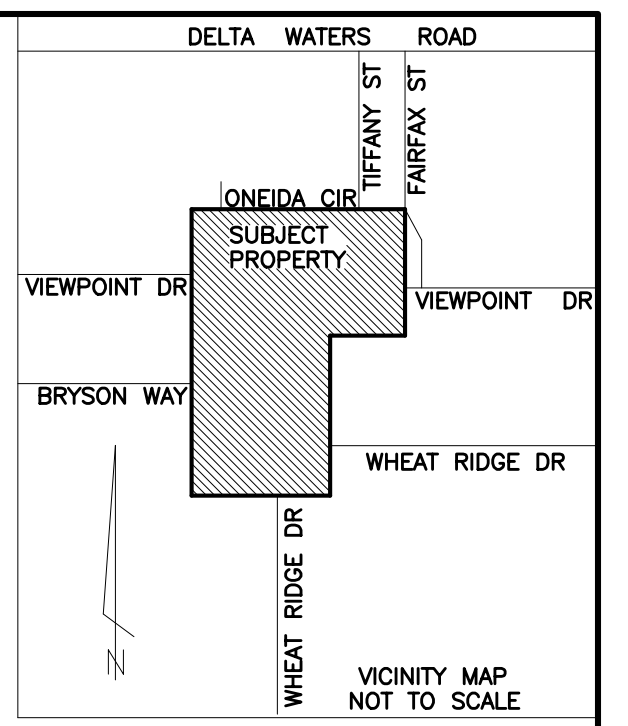 DELTA WATERS ROAD
TIFFANY ST
FAIRFAX ST
ONEIDA CIR
SUBJECT
PROPERTY
VIEWPOINT DR
VIEWPOINT DR
BRYSON WAY
WHEAT RIDGE DR
WHEAT RIDGE DR
N
VICINITY MAP
NOT TO SCALE